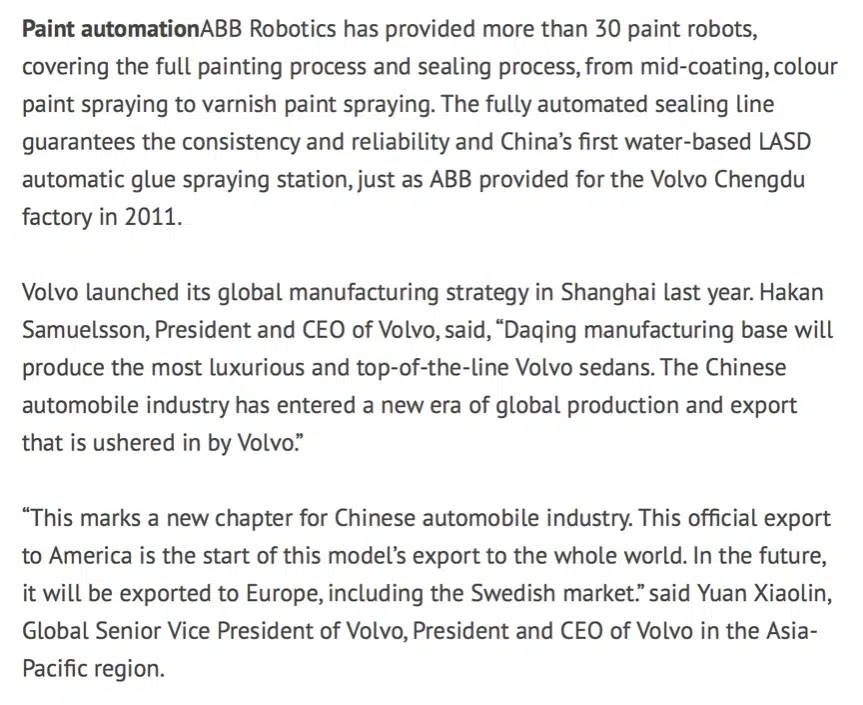 Paint automationABB Robotics has provided more than 30 paint robots,
covering the full painting process and sealing process, from mid-coating, colour
paint spraying to varnish paint spraying. The fully automated sealing line
guarantees the consistency and reliability and China’s first water-based LASD
automatic glue spraying station, just as ABB provided for the Volvo Chengdu
factory in 2011.
Volvo launched its global manufacturing strategy in Shanghai last year. Hakan
Samuelsson, President and CEO of Volvo, said, “Daqing manufacturing base will
produce the most luxurious and top-of-the-line Volvo sedans. The Chinese
automobile industry has entered a new era of global production and export
that is ushered in by Volvo.”
“This marks a new chapter for Chinese automobile industry. This official export
to America is the start of this model’s export to the whole world. In the future,
it will be exported to Europe, including the Swedish market.” said Yuan Xiaolin,
Global Senior Vice President of Volvo, President and CEO of Volvo in the Asia-
Pacific region.